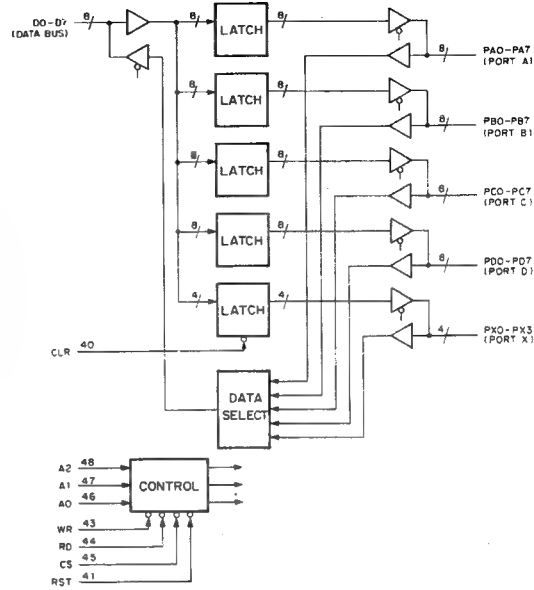 8 8 LATCH 8
DO-D7
(DATA BUS)
PA0-PA7
(PORT A)
8
8 LATCH 8
PB0-PB7
(PORT B)
8
8 LATCH 8
PC0-PC7
(PORT C)
6
8 LATCH 8
PD0-PD7
(PORT D)
8
4 LATCH 4
PX0-PX3
(PORT X)
4
CLR 40
DATA
SELECT
A2 48
A1 47
A0 46
CONTROL
WR 43
RD 44
CS 45
RST 41